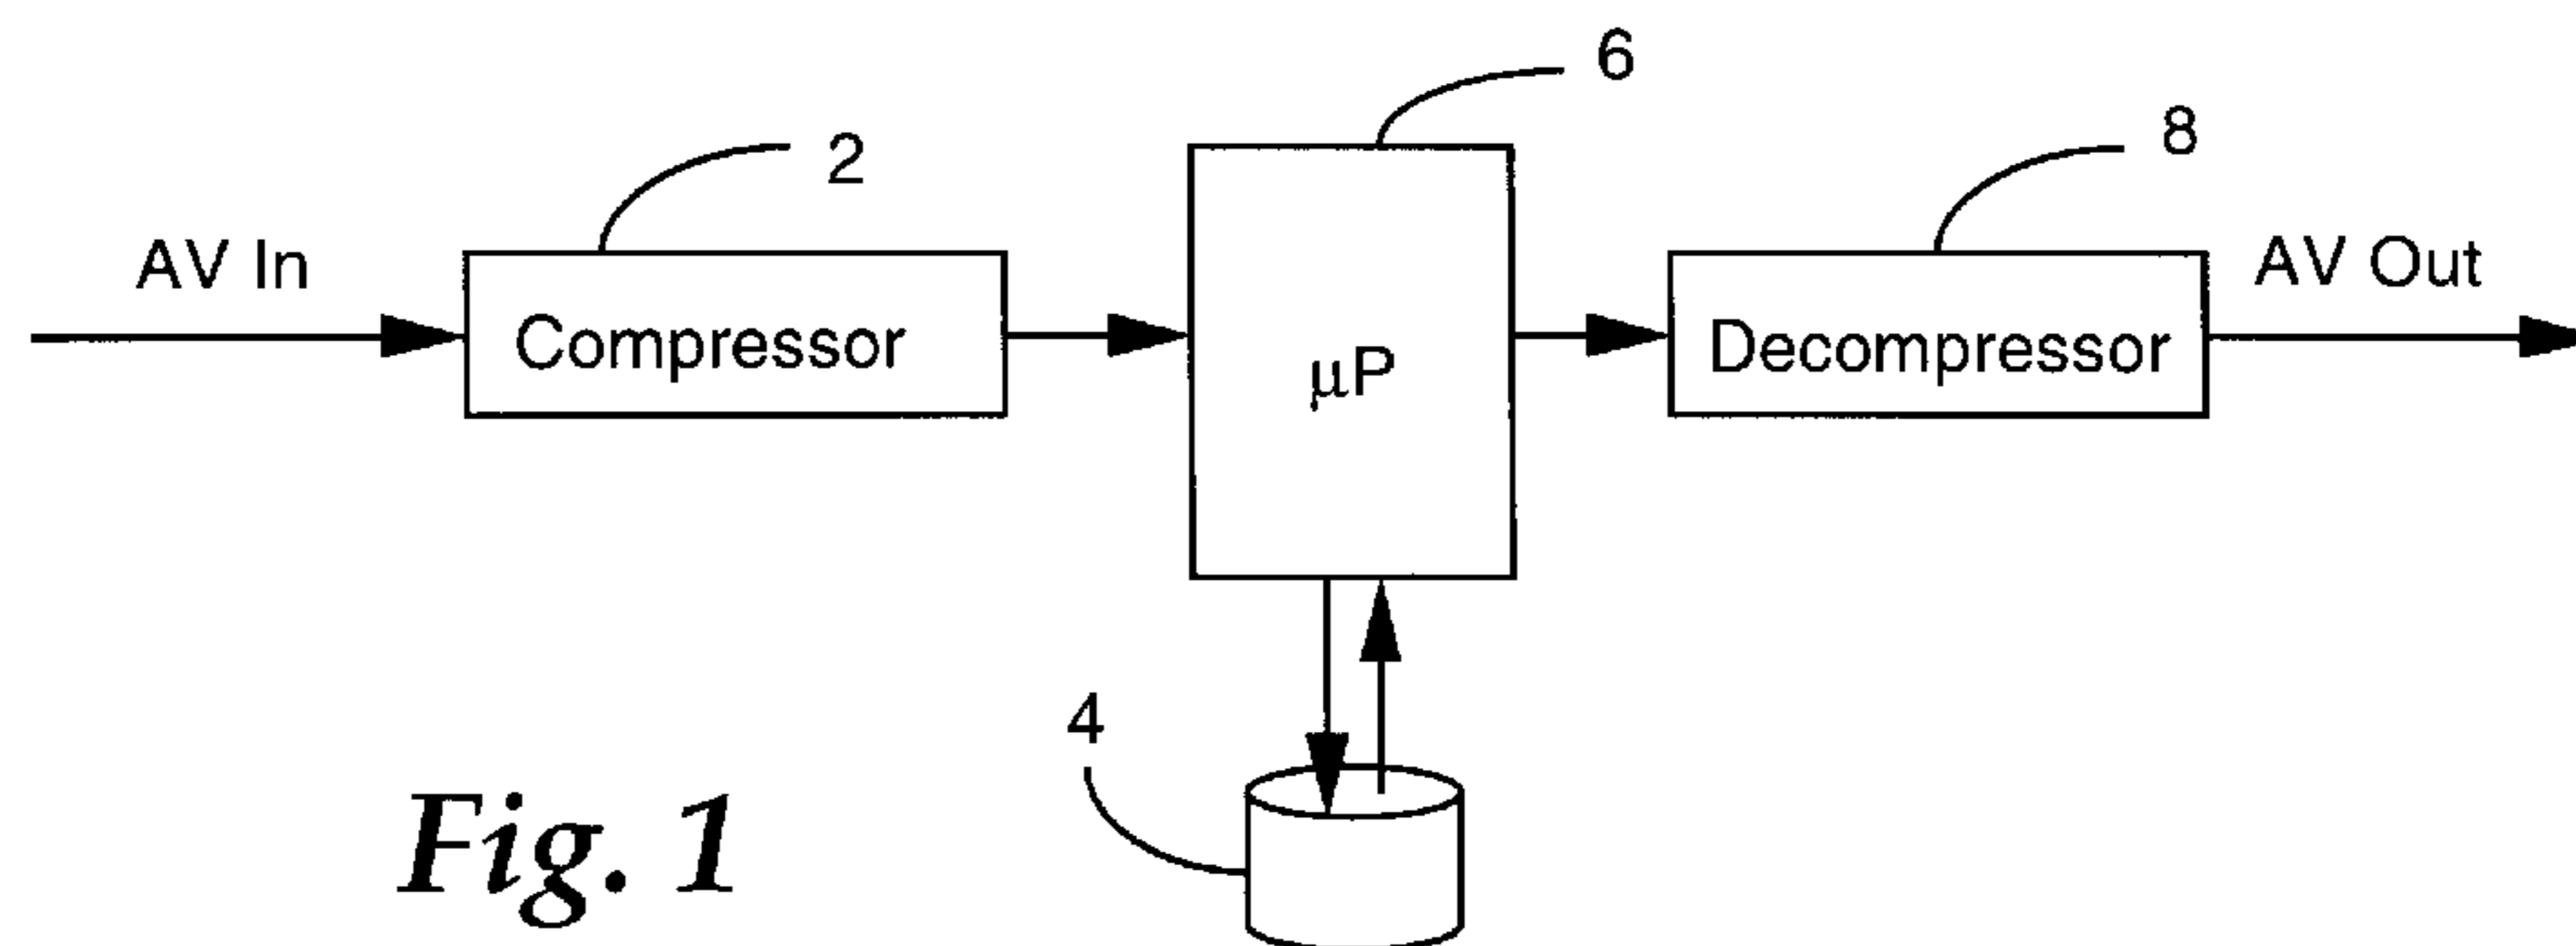 6
8
2
AV In
AV Out
Compressor
µP
Decompressor
4
Fig. 1